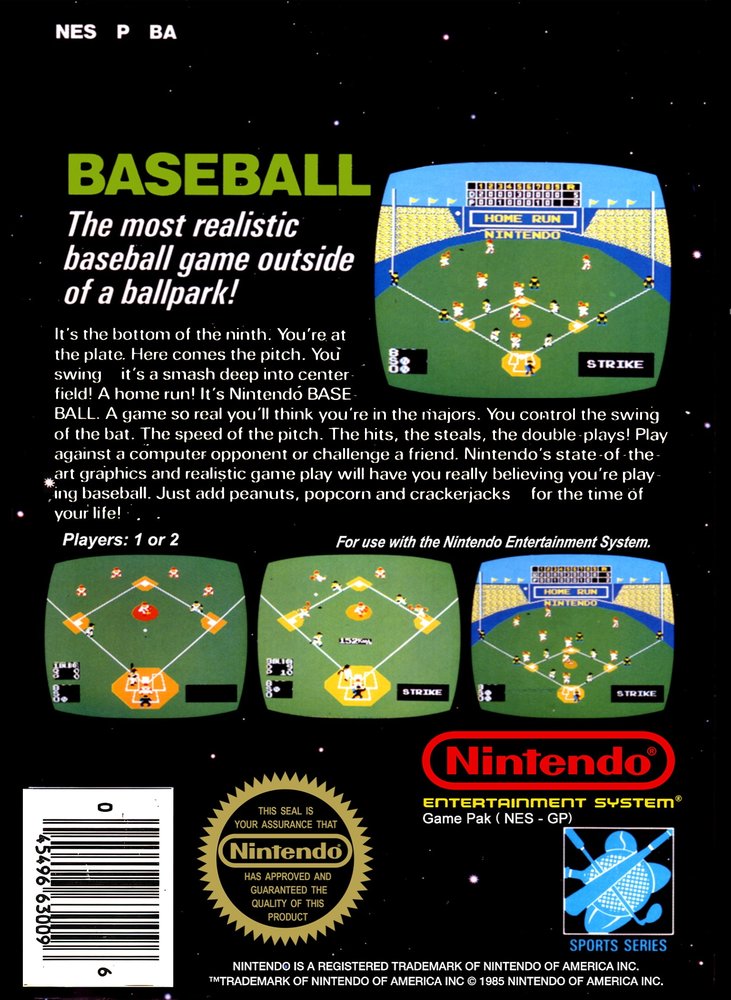 NES P BA
BASEBALL
The most realistic
baseball game outside
of a ballpark!
It's the bottom of the ninth. You're at
the plate. Here comes the pitch. You
swing it's a smash deep into center-
field! A home run! It's Nintendo BASE-
BALL. A game so real you'll think you're in the majors. You control the swing
of the bat. The speed of the pitch. The hits, the steals, the double-plays! Play
against a computer opponent or challenge a friend. Nintendo's state-of-the-
art graphics and realistic game play will have you really believing you're play-
ing baseball. Just add peanuts, popcorn and crackerjacks for the time of
your life!
123456789 R
HOME RUN
NINTENDO
STRIKE
Players: 1 or 2
For use with the Nintendo Entertainment System.
STRIKE
HOME RUN
NINTENDO
STRIKE
Nintendo®
ENTERTAINMENT SYSTEM®
Game Pak ( NES - GP)
SPORTS SERIES
THIS SEAL IS
YOUR ASSURANCE THAT
Nintendo
HAS APPROVED AND
GUARANTEED THE
QUALITY OF THIS
PRODUCT
0 45496 63009 6
NINTENDO IS A REGISTERED TRADEMARK OF NINTENDO OF AMERICA INC.
™TRADEMARK OF NINTENDO OF AMERICA INC © 1985 NINTENDO OF AMERICA INC.